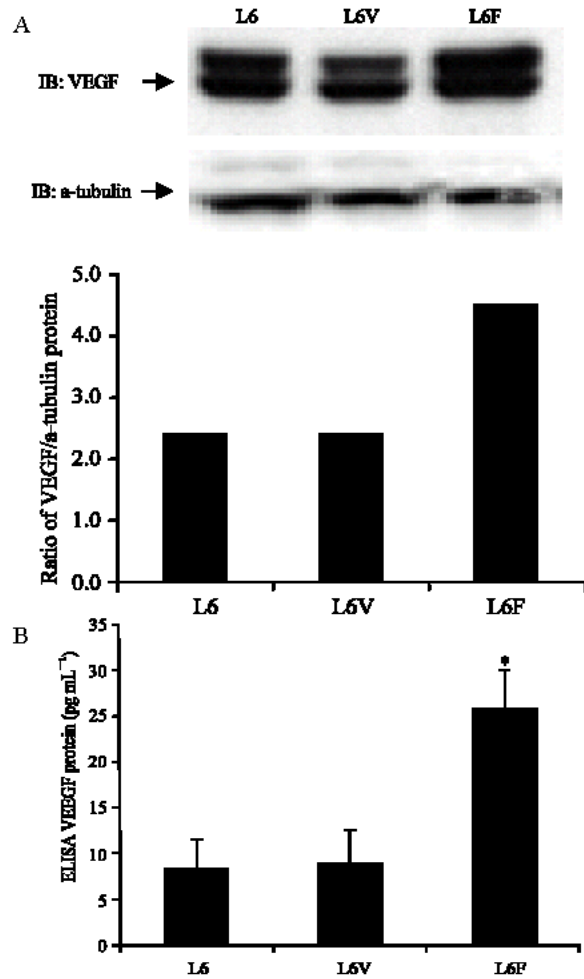 A
L6 L6V L6F
IB: VEGF
IB: a-tubulin
Ratio of VEGF/a-tubulin protein
5.0
4.0
3.0
2.0
1.0
0.0
L6 L6V L6F
B
ELISA VEEGF protein (pg mL⁻¹)
35
30
25
20
15
10
5
0
*
L6 L6V L6F